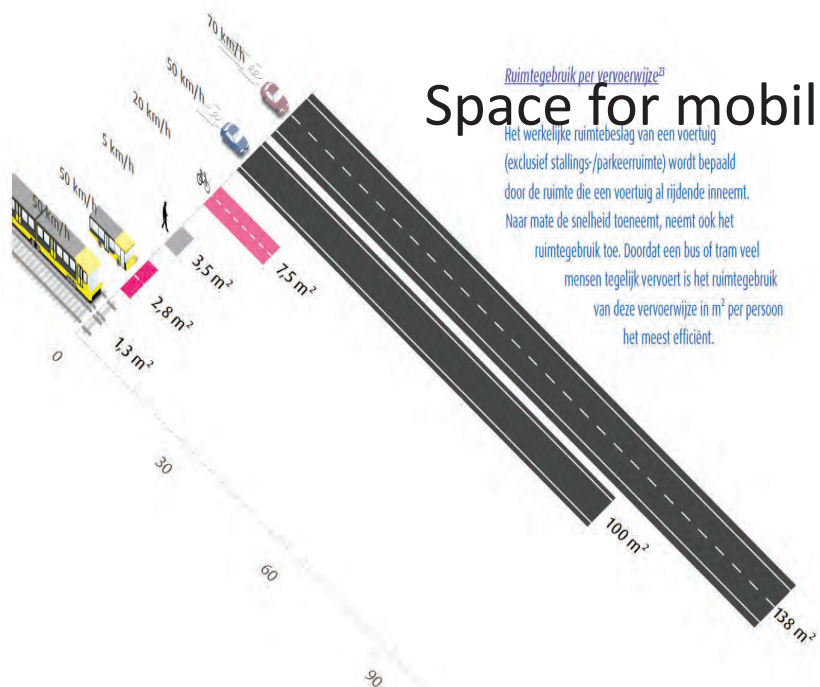 Space for mobil
Ruimtegebruik per vervoerwijze²³
Het werkelijke ruimtebeslag van een voertuig
(exclusief stallings-/parkeerruimte) wordt bepaald
door de ruimte die een voertuig al rijdende inneemt.
Naar mate de snelheid toeneemt, neemt ook het
ruimtegebruik toe. Doordat een bus of tram veel
mensen tegelijk vervoert is het ruimtegebruik
van deze vervoerwijze in m² per persoon
het meest efficiënt.
70 km/h
50 km/h
20 km/h
5 km/h
50 km/h
50 km/h
1,3 m²
2,8 m²
3,5 m²
7,5 m²
100 m²
138 m²
0
30
60
90